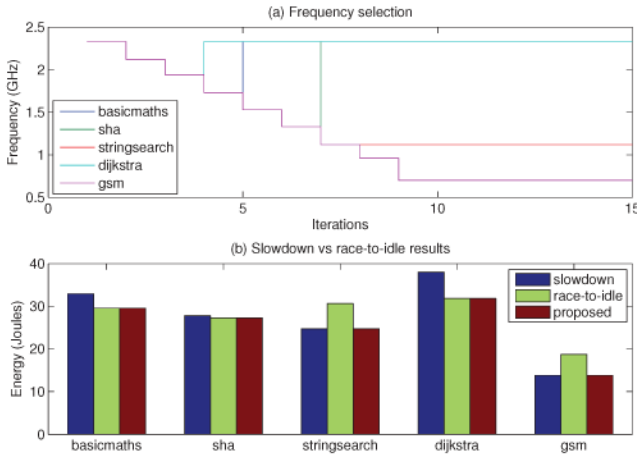 (a) Frequency selection
Frequency (GHz)
2.5
2
1.5
1
0.5
basicmaths
sha
stringsearch
dijkstra
gsm
0
5
10
15
Iterations
(b) Slowdown vs race-to-idle results
Energy (Joules)
40
30
20
10
0
slowdown
race-to-idle
proposed
basicmaths
sha
stringsearch
dijkstra
gsm